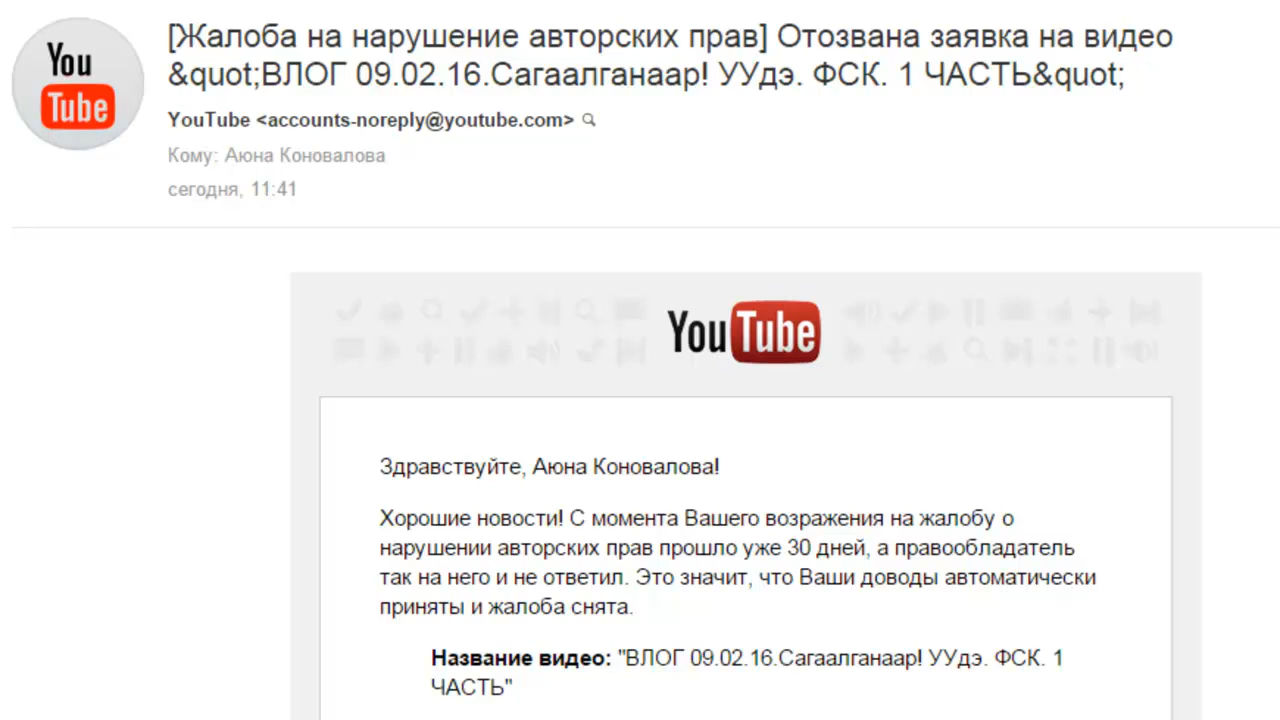 You
Tube
[Жалоба на нарушение авторских прав] Отозвана заявка на видео
&quot;ВЛОГ 09.02.16.Сагаалганаар! УУдэ. ФСК. 1 ЧАСТЬ&quot;
YouTube <accounts-noreply@youtube.com>
Кому: Аюна Коновалова
сегодня, 11:41
YouTube
Здравствуйте, Аюна Коновалова!
Хорошие новости! С момента Вашего возражения на жалобу о
нарушении авторских прав прошло уже 30 дней, а правообладатель
так на него и не ответил. Это значит, что Ваши доводы автоматически
приняты и жалоба снята.
Название видео: "ВЛОГ 09.02.16.Сагаалганаар! УУдэ. ФСК. 1
ЧАСТЬ"